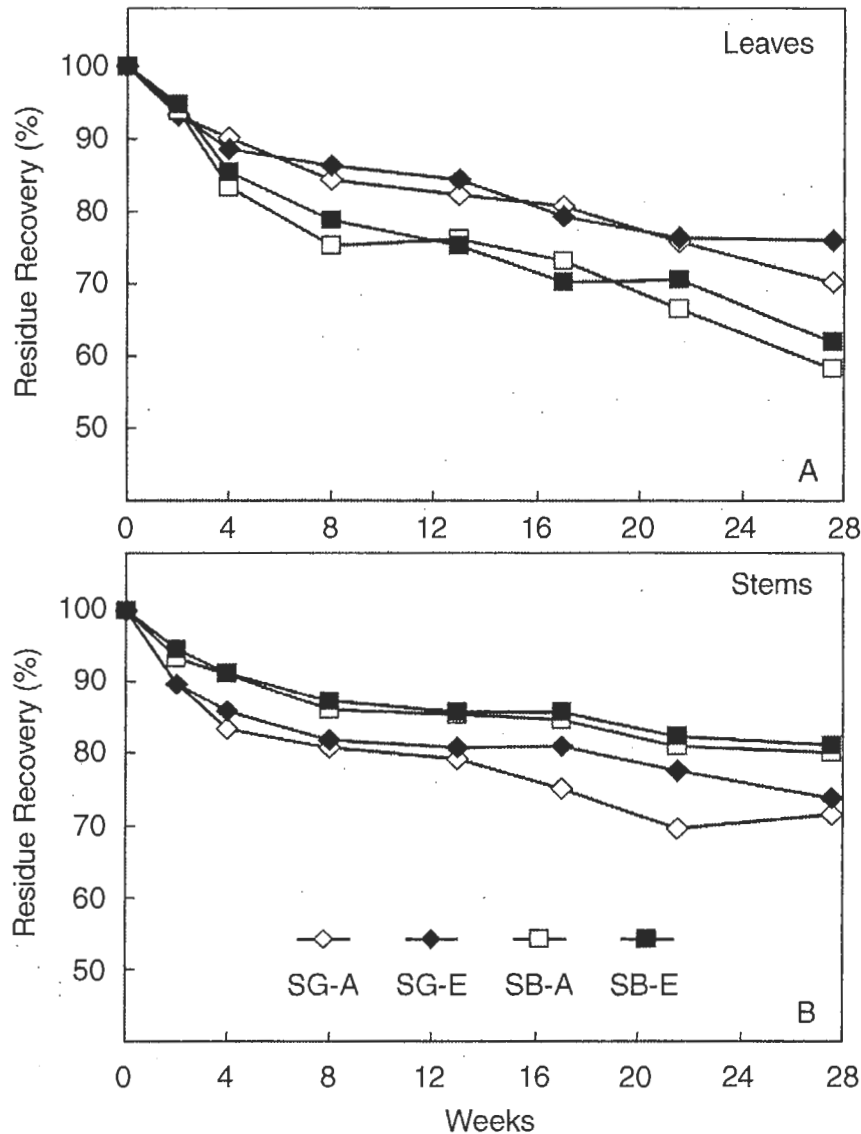 Leaves
100
90
80
70
60
50
Residue Recovery (%)
A
0 4 8 12 16 20 24 28
Stems
100
90
80
70
60
50
Residue Recovery (%)
SG-A SG-E SB-A SB-E
B
0 4 8 12 16 20 24 28
Weeks